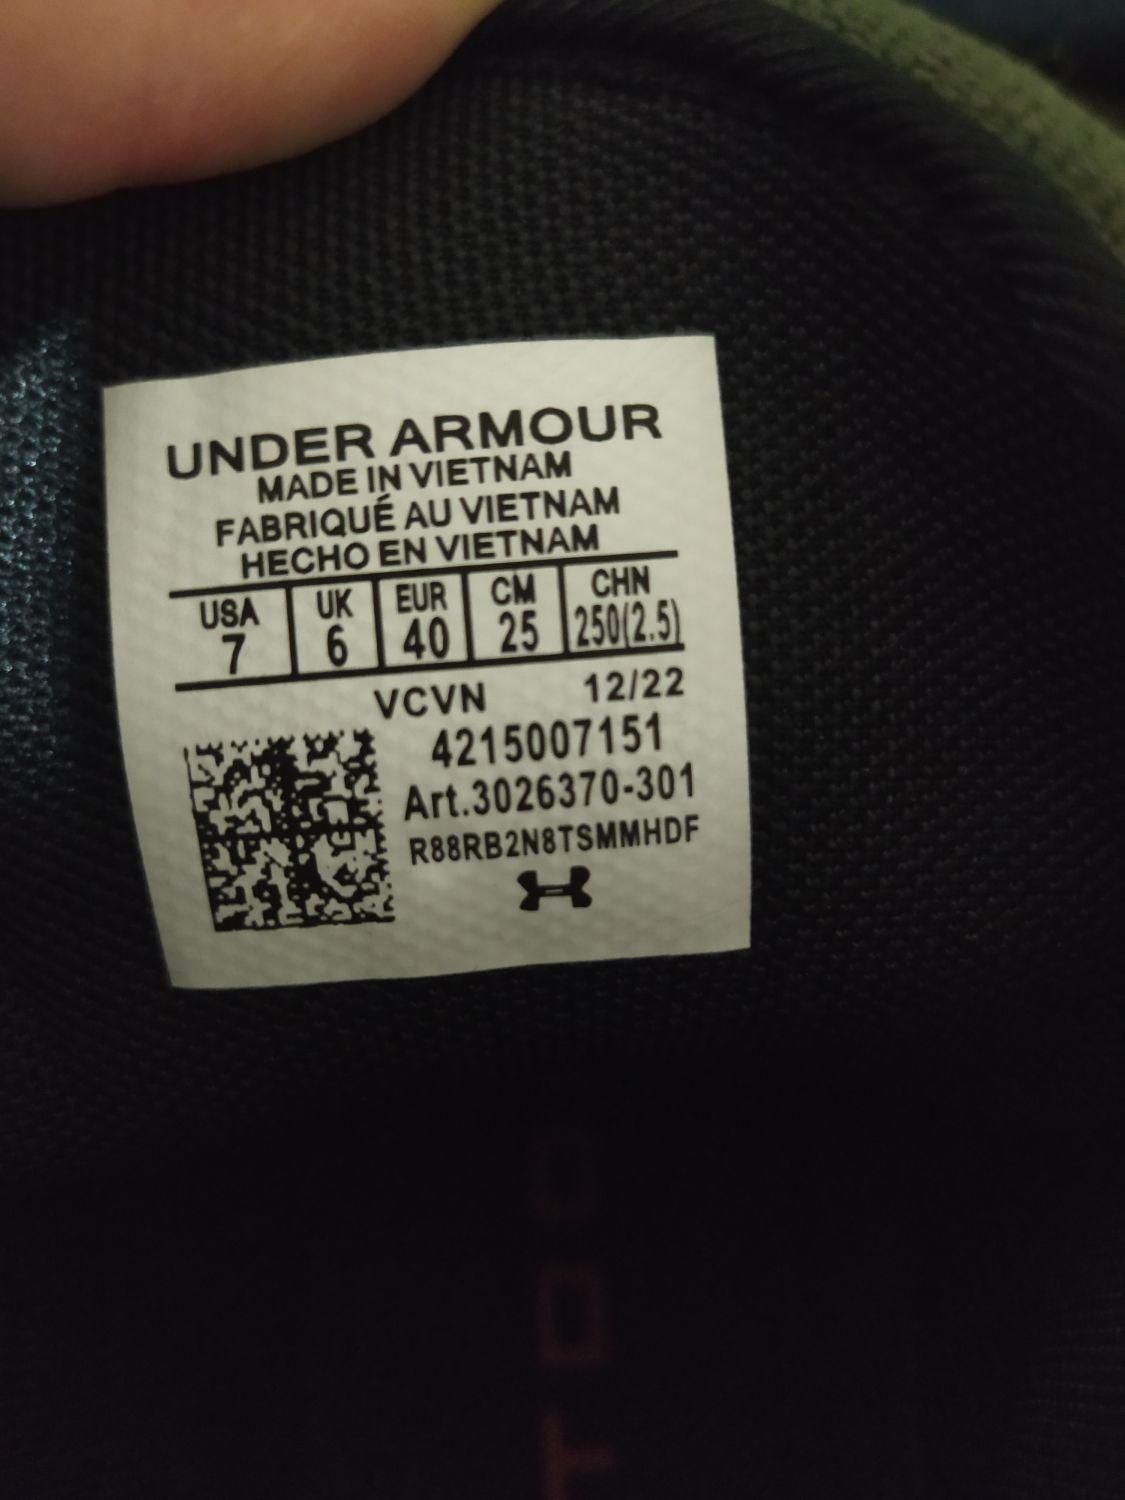 UNDER ARMOUR
MADE IN VIETNAM
FABRIQUÉ AU VIETNAM
HECHO EN VIETNAM
USA UK EUR CM CHN
7 6 40 25 250(2.5)
VCVN 12/22
4215007151
Art.3026370-301
R88RB2N8TSMMHDF